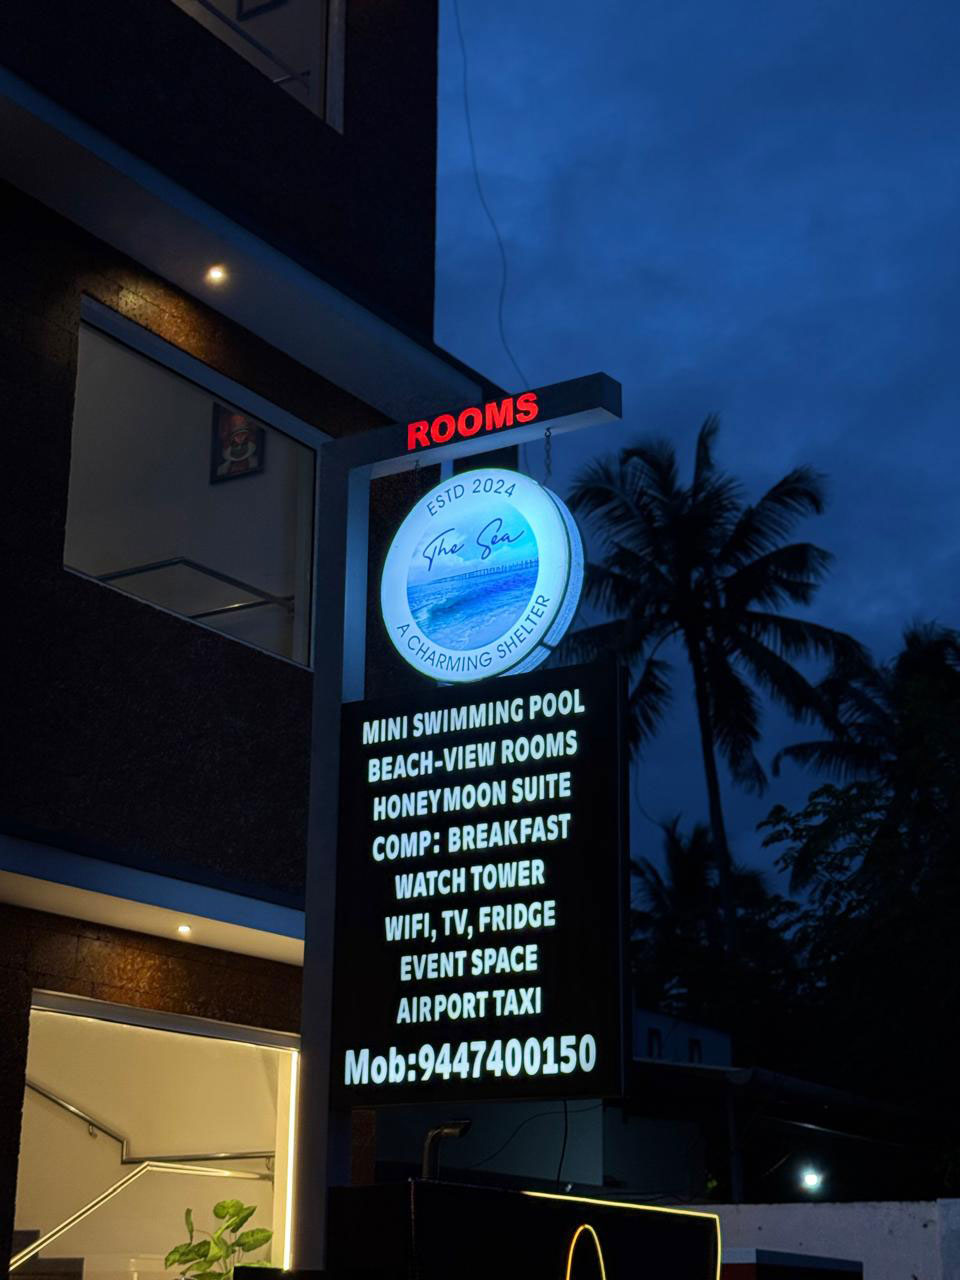 ROOMS
ESTD 2024
The Sea
A CHARMING SHELTER
MINI SWIMMING POOL
BEACH-VIEW ROOMS
HONEYMOON SUITE
COMP: BREAKFAST
WATCH TOWER
WIFI, TV, FRIDGE
EVENT SPACE
AIRPORT TAXI
Mob:9447400150